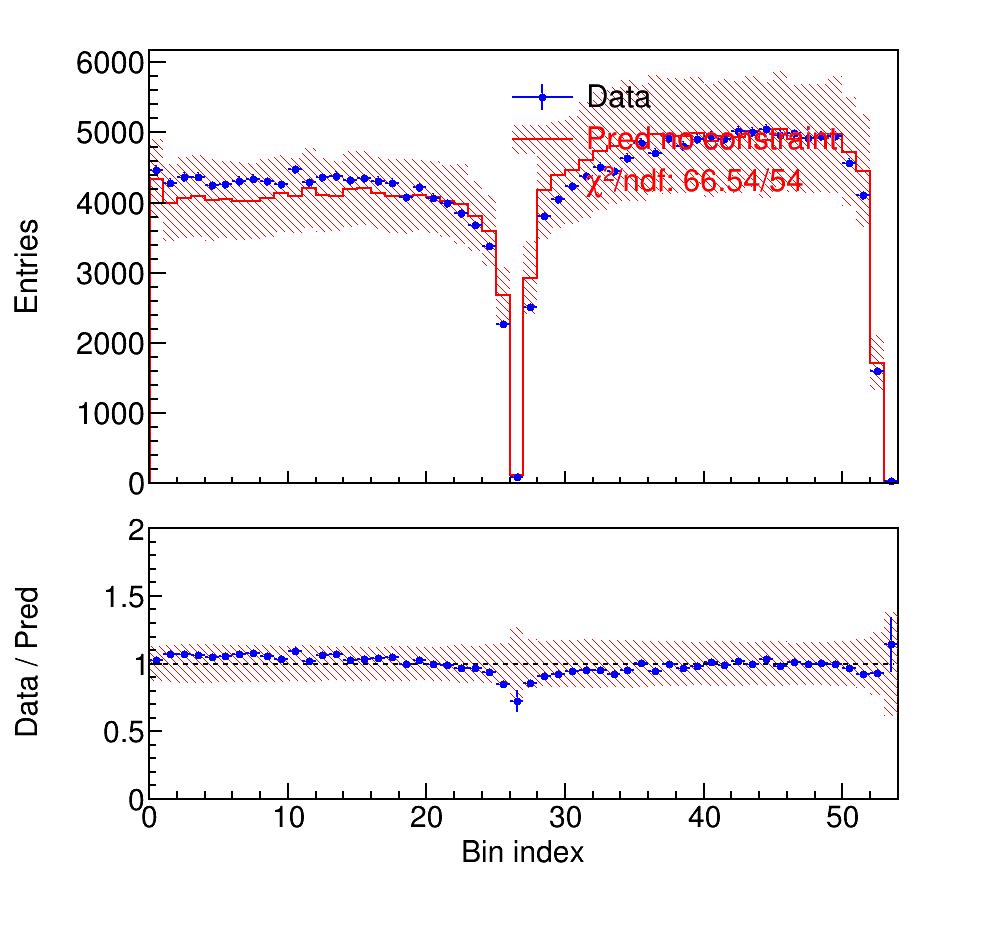 6000
5000
4000
3000
2000
1000
0
Entries
Data
Pred no constraint
χ²/ndf: 66.54/54
2
1.5
1
0.5
0
Data / Pred
0 10 20 30 40 50
Bin index